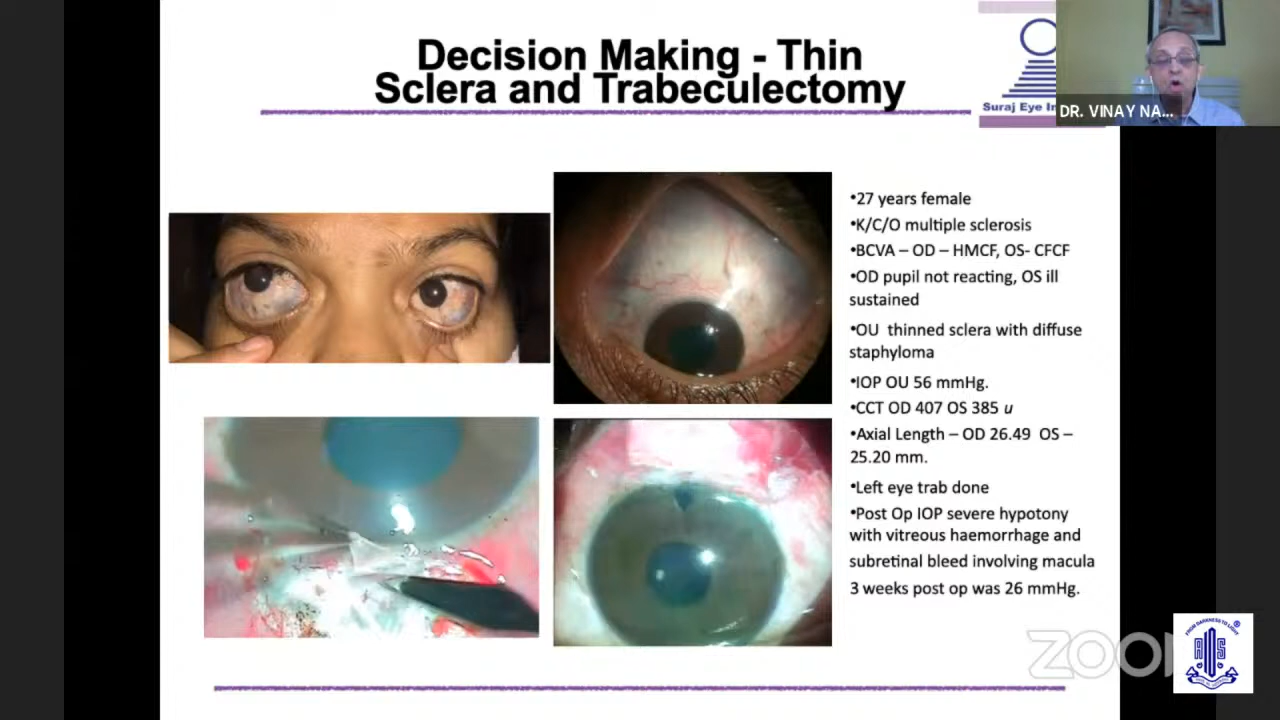 Decision Making - Thin
Sclera and Trabeculectomy
Suraj Eye
DR. VINAY NA...
•27 years female
•K/C/O multiple sclerosis
•BCVA – OD – HMCF, OS- CFCF
•OD pupil not reacting, OS ill
sustained
•OU thinned sclera with diffuse
staphyloma
•IOP OU 56 mmHg.
•CCT OD 407 OS 385 u
•Axial Length – OD 26.49 OS –
25.20 mm.
•Left eye trab done
•Post Op IOP severe hypotony
with vitreous haemorrhage and
subretinal bleed involving macula
3 weeks post op was 26 mmHg.
FROM DARKNESS TO LIGHT